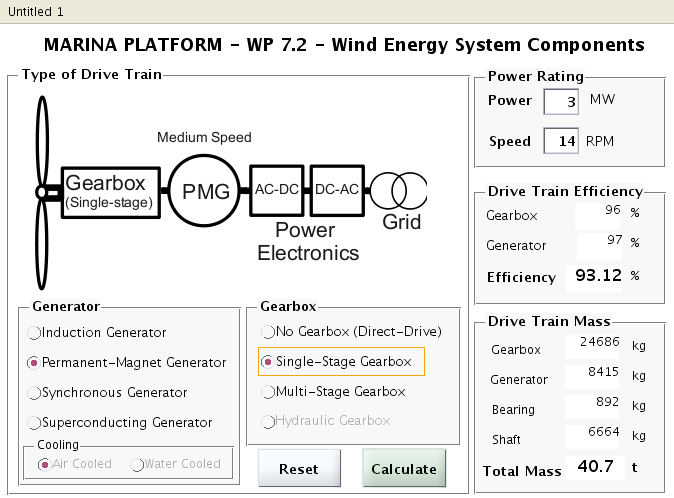 Untitled 1
MARINA PLATFORM - WP 7.2 - Wind Energy System Components
Type of Drive Train
Medium Speed
Gearbox
(Single-stage)
PMG
AC-DC
DC-AC
Power
Electronics
Grid
Power Rating
Power 3 MW
Speed 14 RPM
Drive Train Efficiency
Gearbox 96 %
Generator 97 %
Efficiency 93.12 %
Generator
Induction Generator
Permanent-Magnet Generator
Synchronous Generator
Superconducting Generator
Cooling
Air Cooled Water Cooled
Gearbox
No Gearbox (Direct-Drive)
Single-Stage Gearbox
Multi-Stage Gearbox
Hydraulic Gearbox
Reset Calculate
Drive Train Mass
Gearbox 24686 kg
Generator 8415 kg
Bearing 892 kg
Shaft 6664 kg
Total Mass 40.7 t